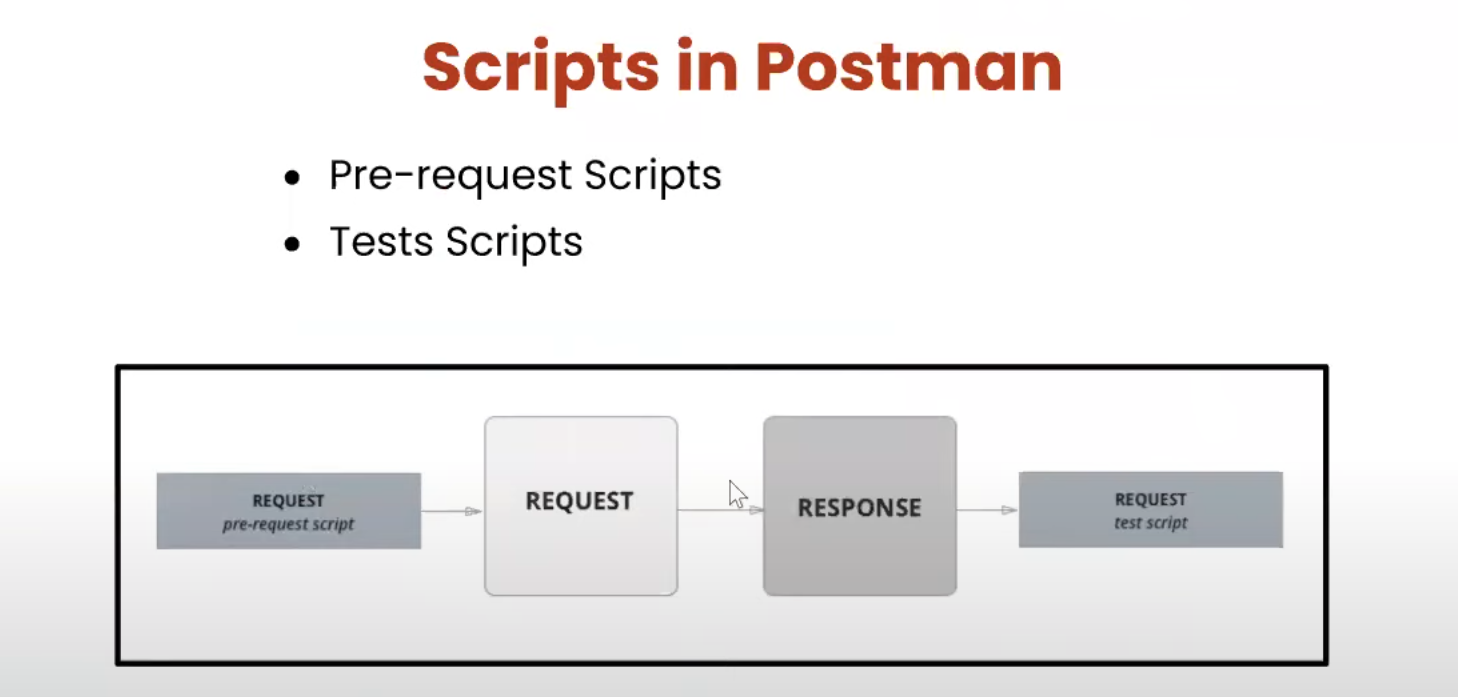 Scripts in Postman
• Pre-request Scripts
• Tests Scripts
REQUEST
pre-request script
REQUEST
RESPONSE
REQUEST
test script